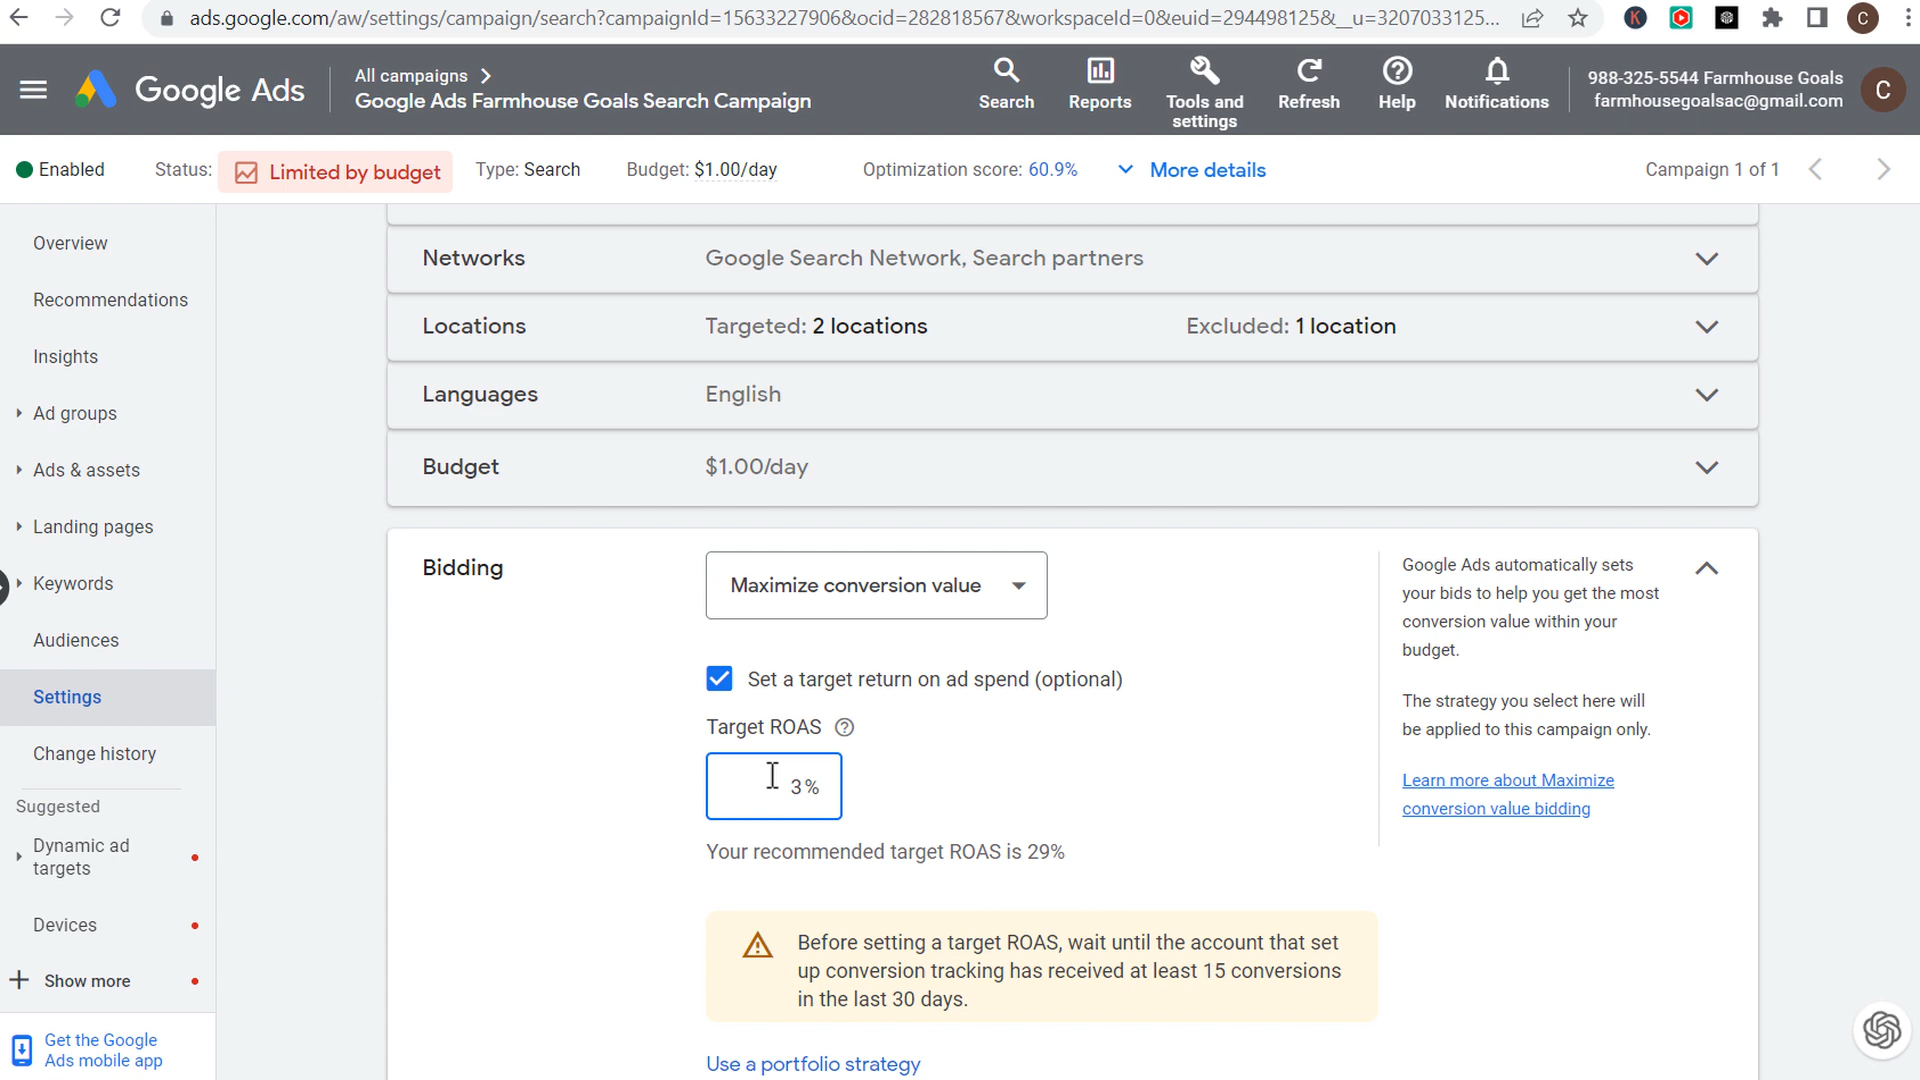 ads.google.com/aw/settings/campaign/search?campaignId=15633227906&ocid=282818567&workspaceId=0&euid=294498125&__u=3207033125...
K
C
Google Ads
All campaigns
Google Ads Farmhouse Goals Search Campaign
Search
Reports
Tools and
settings
Refresh
Help
Notifications
988-325-5544 Farmhouse Goals
farmhousegoalsac@gmail.com
C
Enabled
Status: Limited by budget
Type: Search
Budget: $1.00/day
Optimization score: 60.9%
More details
Campaign 1 of 1
Overview
Recommendations
Insights
Ad groups
Ads & assets
Landing pages
Keywords
Audiences
Settings
Change history
Suggested
Dynamic ad
targets
Devices
Show more
Get the Google
Ads mobile app
Networks
Google Search Network, Search partners
Locations
Targeted: 2 locations
Excluded: 1 location
Languages
English
Budget
$1.00/day
Bidding
Maximize conversion value
Set a target return on ad spend (optional)
Target ROAS
3 %
Your recommended target ROAS is 29%
Before setting a target ROAS, wait until the account that set
up conversion tracking has received at least 15 conversions
in the last 30 days.
Use a portfolio strategy
Google Ads automatically sets
your bids to help you get the most
conversion value within your
budget.
The strategy you select here will
be applied to this campaign only.
Learn more about Maximize
conversion value bidding